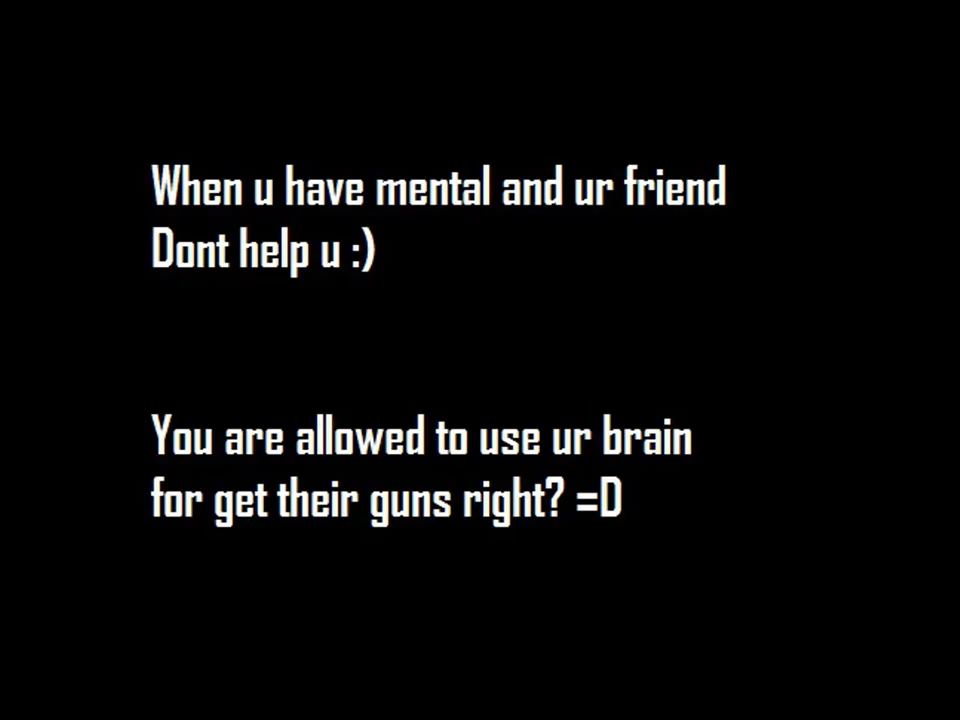 When u have mental and ur friend
Dont help u :)
You are allowed to use ur brain
for get their guns right? =D